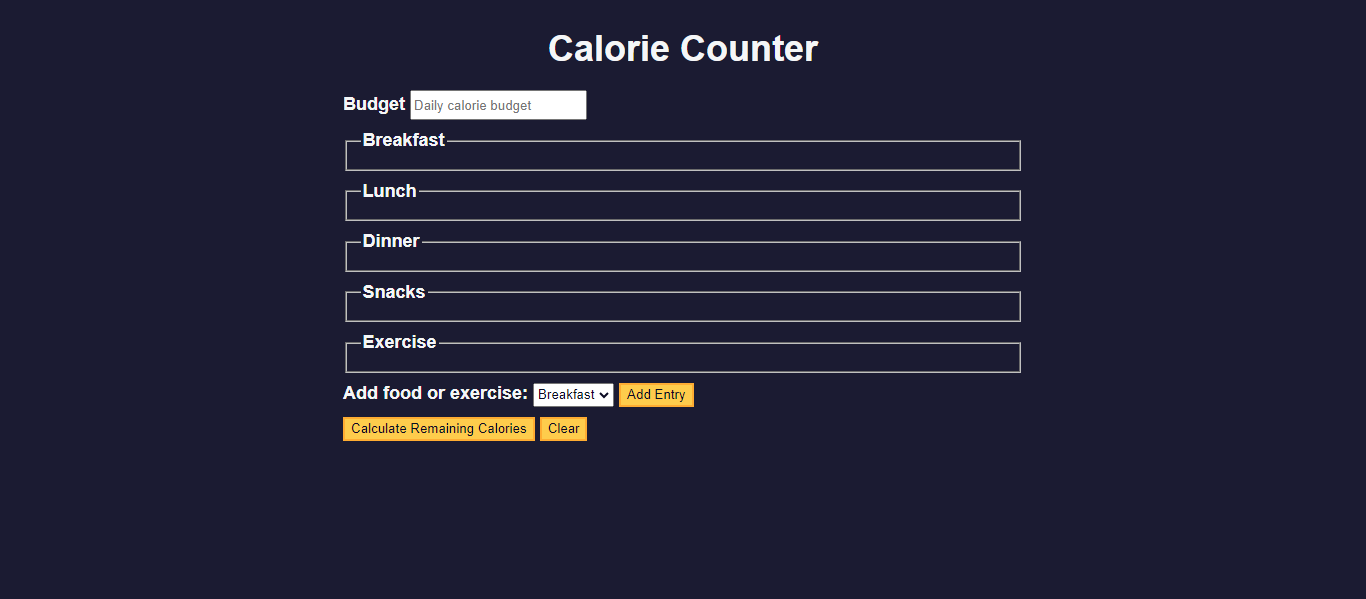 Calorie Counter
Budget Daily calorie budget
Breakfast
Lunch
Dinner
Snacks
Exercise
Add food or exercise: Breakfast Add Entry
Calculate Remaining Calories Clear